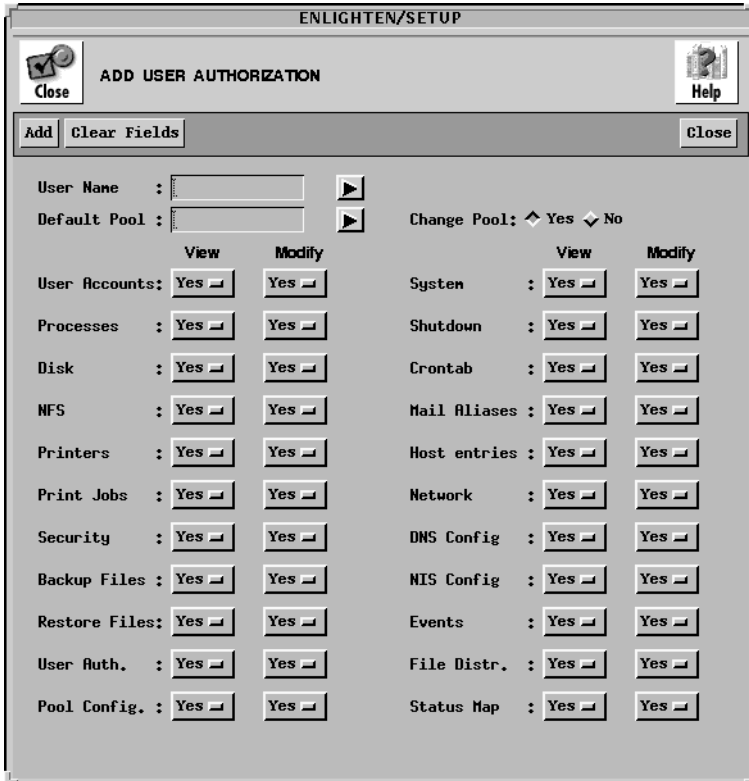 ENLIGHTEN/SETUP
Close
ADD USER AUTHORIZATION
Help
Add Clear Fields Close
User Name :
Default Pool : Change Pool: Yes No
View Modify View Modify
User Accounts: Yes Yes System : Yes Yes
Processes : Yes Yes Shutdown : Yes Yes
Disk : Yes Yes Crontab : Yes Yes
NFS : Yes Yes Mail Aliases : Yes Yes
Printers : Yes Yes Host entries : Yes Yes
Print Jobs : Yes Yes Network : Yes Yes
Security : Yes Yes DNS Config : Yes Yes
Backup Files : Yes Yes NIS Config : Yes Yes
Restore Files: Yes Yes Events : Yes Yes
User Auth. : Yes Yes File Distr. : Yes Yes
Pool Config. : Yes Yes Status Map : Yes Yes